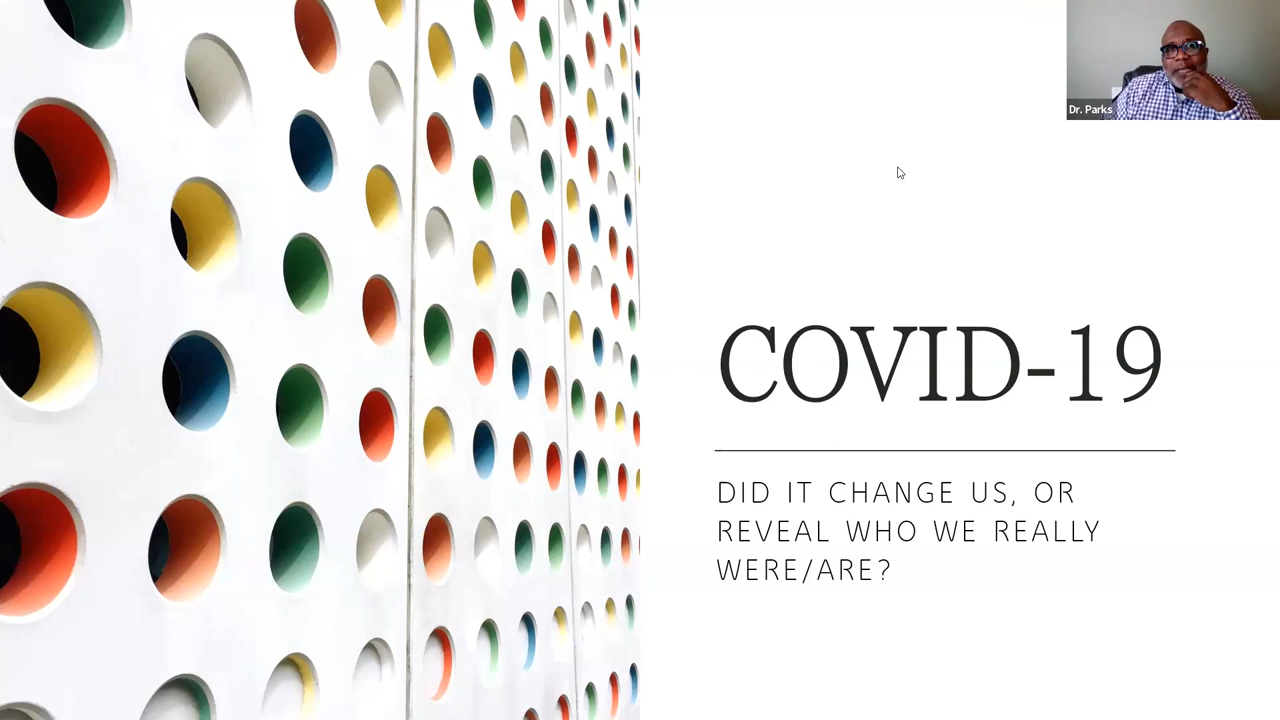 Dr. Parks
COVID-19
DID IT CHANGE US, OR
REVEAL WHO WE REALLY
WERE/ARE?